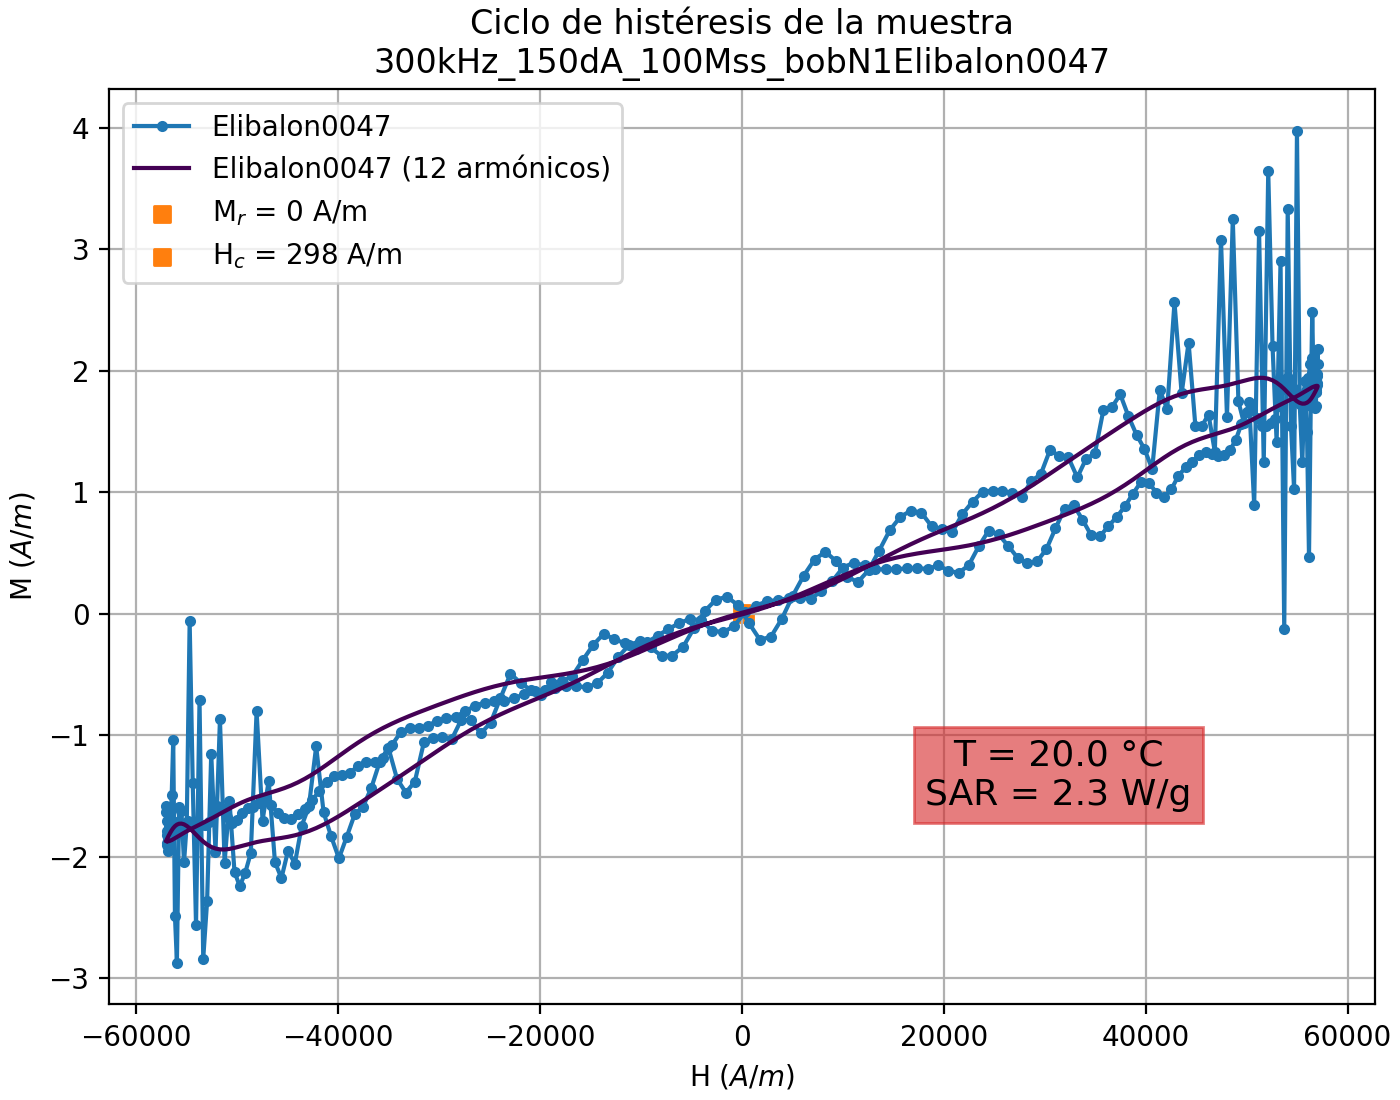 Ciclo de histéresis de la muestra
300kHz_150dA_100Mss_bobN1Elibalon0047
Elibalon0047
Elibalon0047 (12 armónicos)
Mᵣ = 0 A/m
H_c = 298 A/m
4
3
2
1
0
−1
−2
−3
M (A/m)
T = 20.0 °C
SAR = 2.3 W/g
−60000 −40000 −20000 0 20000 40000 60000
H (A/m)